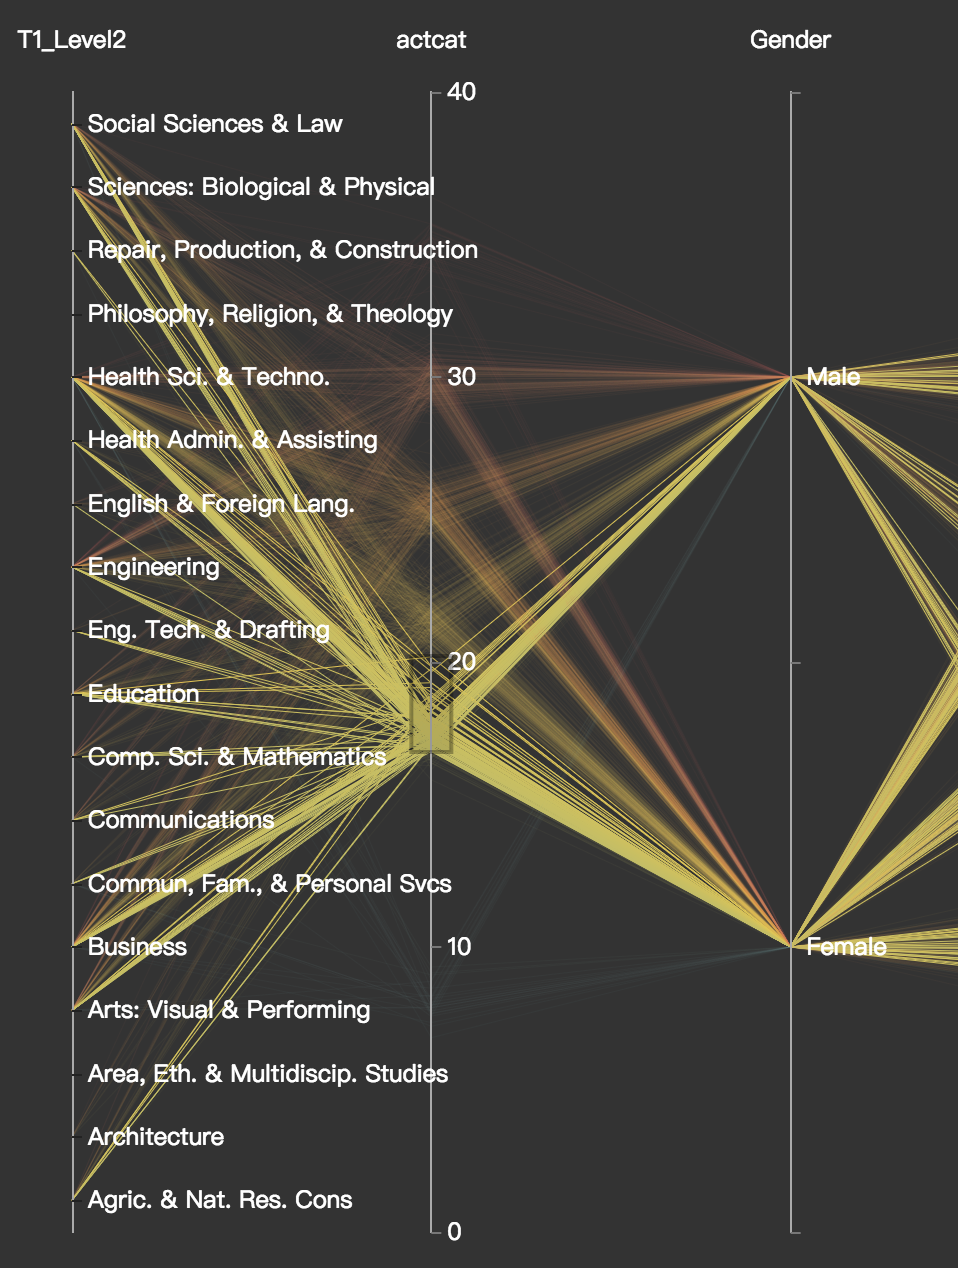 T1_Level2
actcat
Gender
40
Social Sciences & Law
Sciences: Biological & Physical
Repair, Production, & Construction
Philosophy, Religion, & Theology
Health Sci. & Techno.
30
Male
Health Admin. & Assisting
English & Foreign Lang.
Engineering
Eng. Tech. & Drafting
20
Education
Comp. Sci. & Mathematics
Communications
Commun, Fam., & Personal Svcs
Business
10
Female
Arts: Visual & Performing
Area, Eth. & Multidiscip. Studies
Architecture
Agric. & Nat. Res. Cons
0